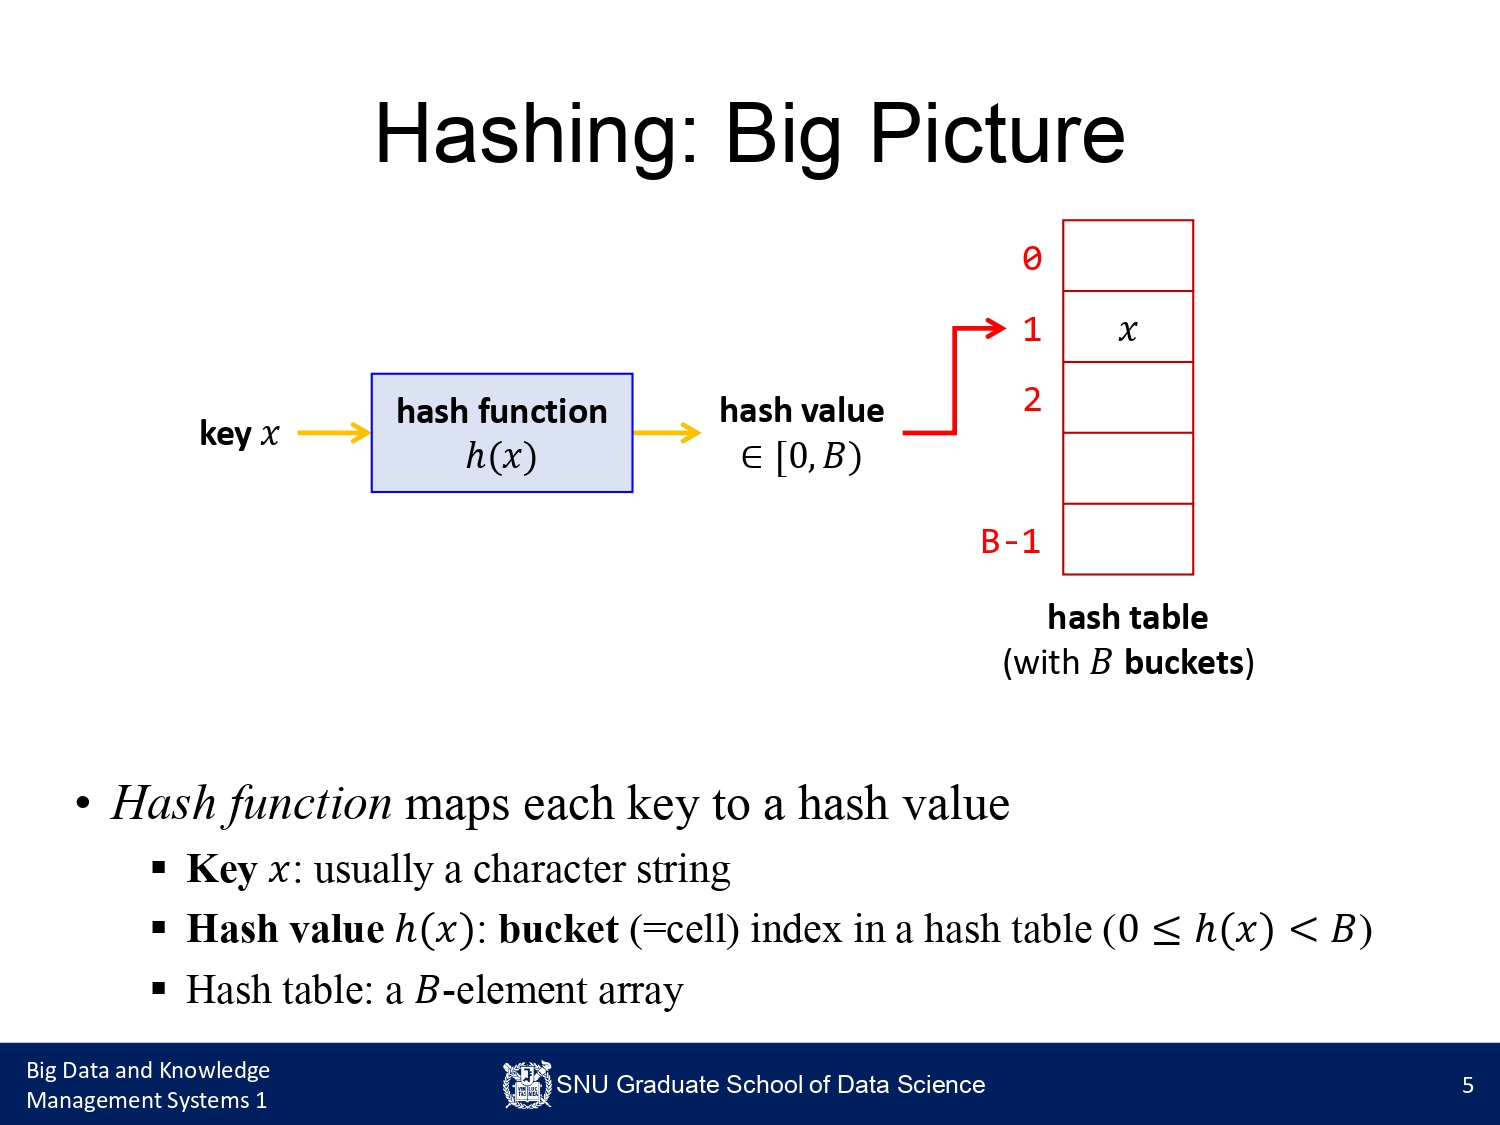 Hashing: Big Picture
key 𝑥
hash function
ℎ(𝑥)
hash value
∈ [0, 𝐵)
0
1
𝑥
2
B-1
hash table
(with 𝐵 buckets)
• Hash function maps each key to a hash value
▪ Key 𝑥: usually a character string
▪ Hash value ℎ(𝑥): bucket (=cell) index in a hash table (0 ≤ ℎ(𝑥) < 𝐵)
▪ Hash table: a 𝐵-element array
Big Data and Knowledge
Management Systems 1
SNU Graduate School of Data Science
5